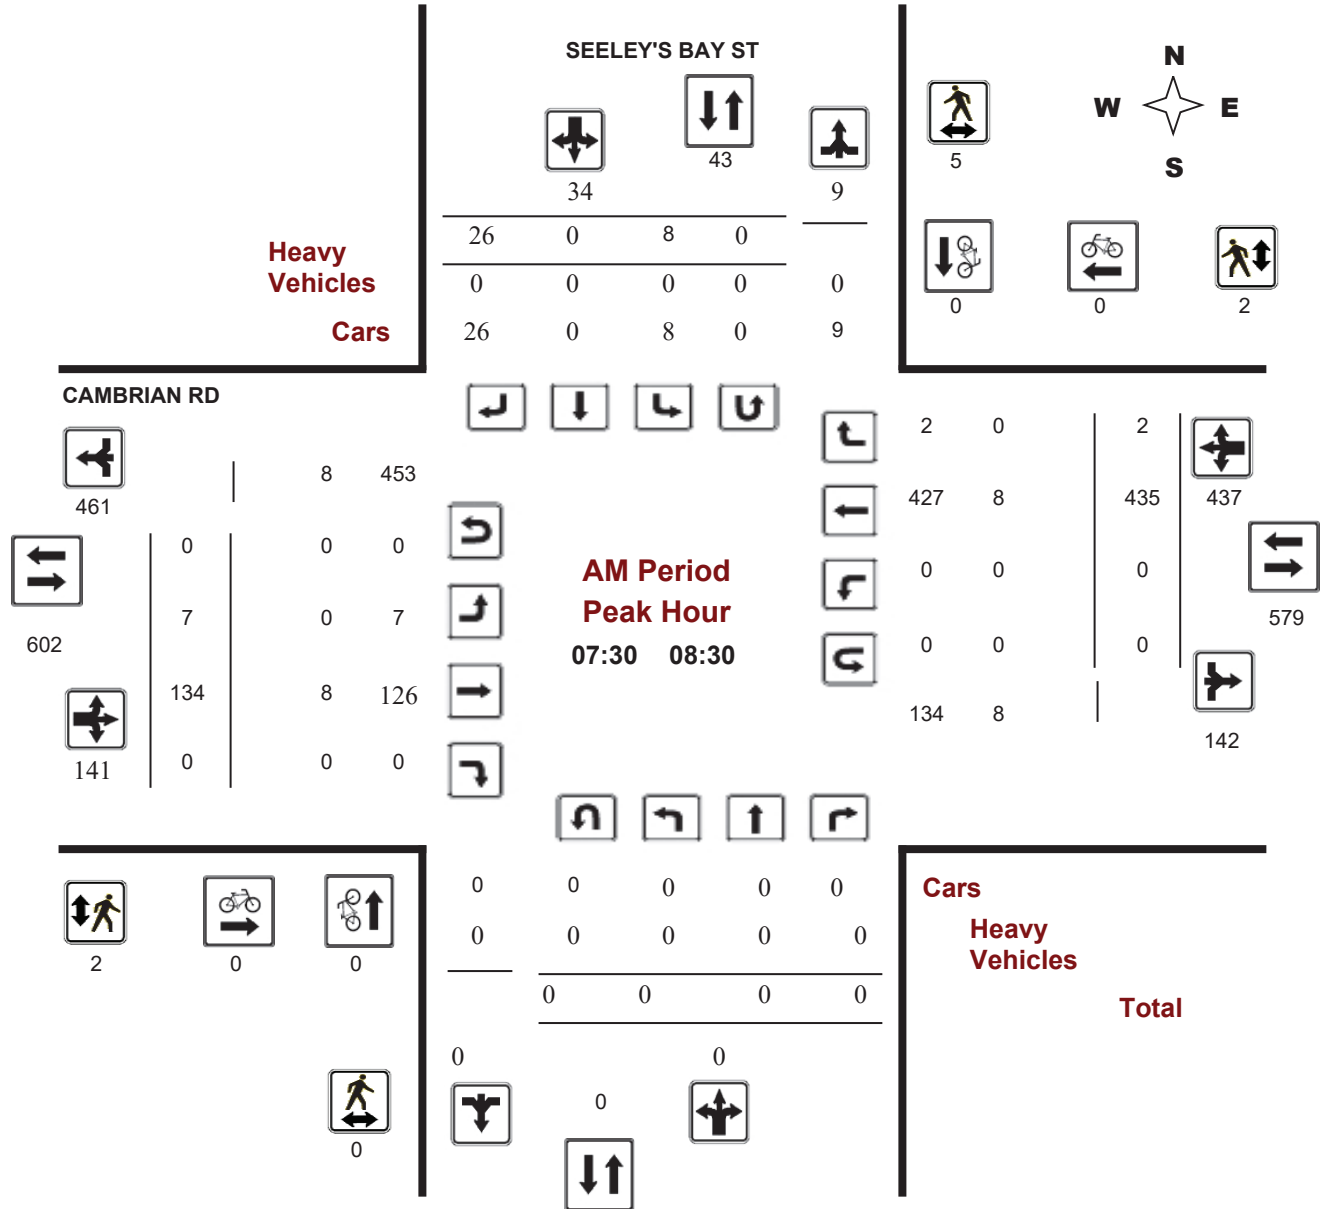 SEELEY'S BAY ST
N
W E
S
43
5
34 9
26 0 8 0
Heavy
Vehicles
0 0 0 0 0
0 0 2
Cars
26 0 8 0 9
CAMBRIAN RD
2 0 2
8 453
461
427 8 435 437
0 0 0
AM Period
0 0 0
Peak Hour
7 0 7
579
602
07:30 08:30
0 0 0
134 8 126
134 8
142
141
0 0 0
0 0 0 0 0
Cars
0 0 0 0 0
Heavy
Vehicles
2 0 0
0 0 0 0
Total
0 0
0
0